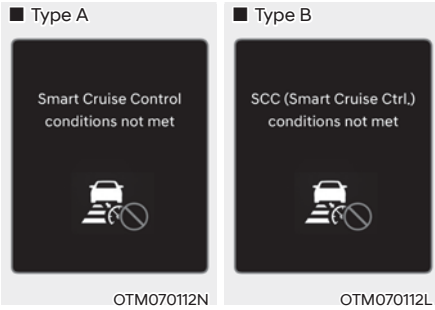 ■ Type A
Smart Cruise Control
conditions not met
OTM070112N
■ Type B
SCC (Smart Cruise Ctrl.)
conditions not met
OTM070112L